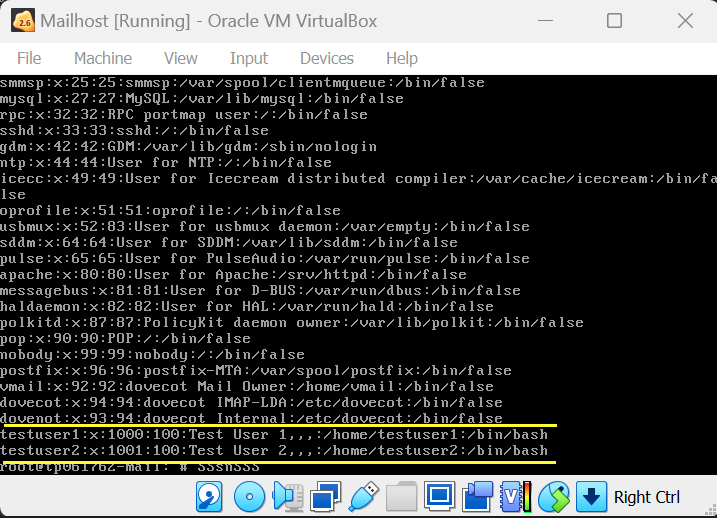 Mailhost [Running] - Oracle VM VirtualBox
File Machine View Input Devices Help
smmsp:x:25:25:smmsp:/var/spool/clientmqueue:/bin/false
mysql:x:27:27:MySQL:/var/lib/mysql:/bin/false
rpc:x:32:32:RPC portmap user:/:/bin/false
sshd:x:33:33:sshd:/:/bin/false
gdm:x:42:42:GDM:/var/lib/gdm:/sbin/nologin
ntp:x:44:44:User for NTP:/:/bin/false
icecc:x:49:49:User for Icecream distributed compiler:/var/cache/icecream:/bin/fa
lse
oprofile:x:51:51:oprofile:/:/bin/false
usbmux:x:52:83:User for usbmux daemon:/var/empty:/bin/false
sddm:x:64:64:User for SDDM:/var/lib/sddm:/bin/false
pulse:x:65:65:User for PulseAudio:/var/run/pulse:/bin/false
apache:x:80:80:User for Apache:/srv/httpd:/bin/false
messagebus:x:81:81:User for D-BUS:/var/run/dbus:/bin/false
haldaemon:x:82:82:User for HAL:/var/run/hald:/bin/false
polkitd:x:87:87:PolicyKit daemon owner:/var/lib/polkit:/bin/false
pop:x:90:90:POP:/:/bin/false
nobody:x:99:99:nobody:/:/bin/false
postfix:x:96:96:postfix-MTA:/var/spool/postfix:/bin/false
vmail:x:92:92:dovecot Mail Owner:/home/vmail:/bin/false
dovecot:x:94:94:dovecot IMAP-LDA:/etc/dovecot:/bin/false
dovenot:x:93:94:dovecot Internal:/etc/dovecot:/bin/false
testuser1:x:1000:100:Test User 1,,,:/home/testuser1:/bin/bash
testuser2:x:1001:100:Test User 2,,,:/home/testuser2:/bin/bash
root@tp061762-mail:~# SSshSSS
Right Ctrl